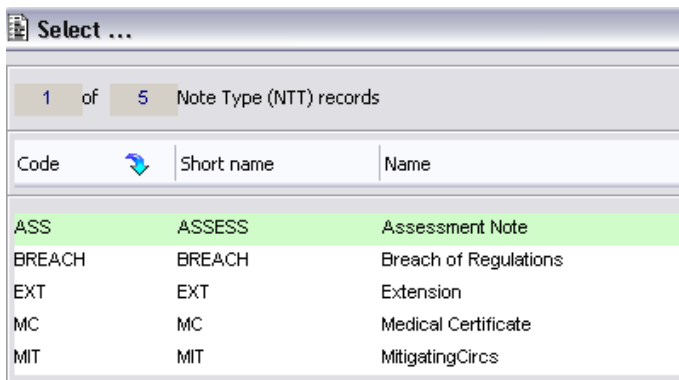 Select ...
1 of 5 Note Type (NTT) records
Code Short name Name
ASS ASSESS Assessment Note
BREACH BREACH Breach of Regulations
EXT EXT Extension
MC MC Medical Certificate
MIT MIT MitigatingCircs